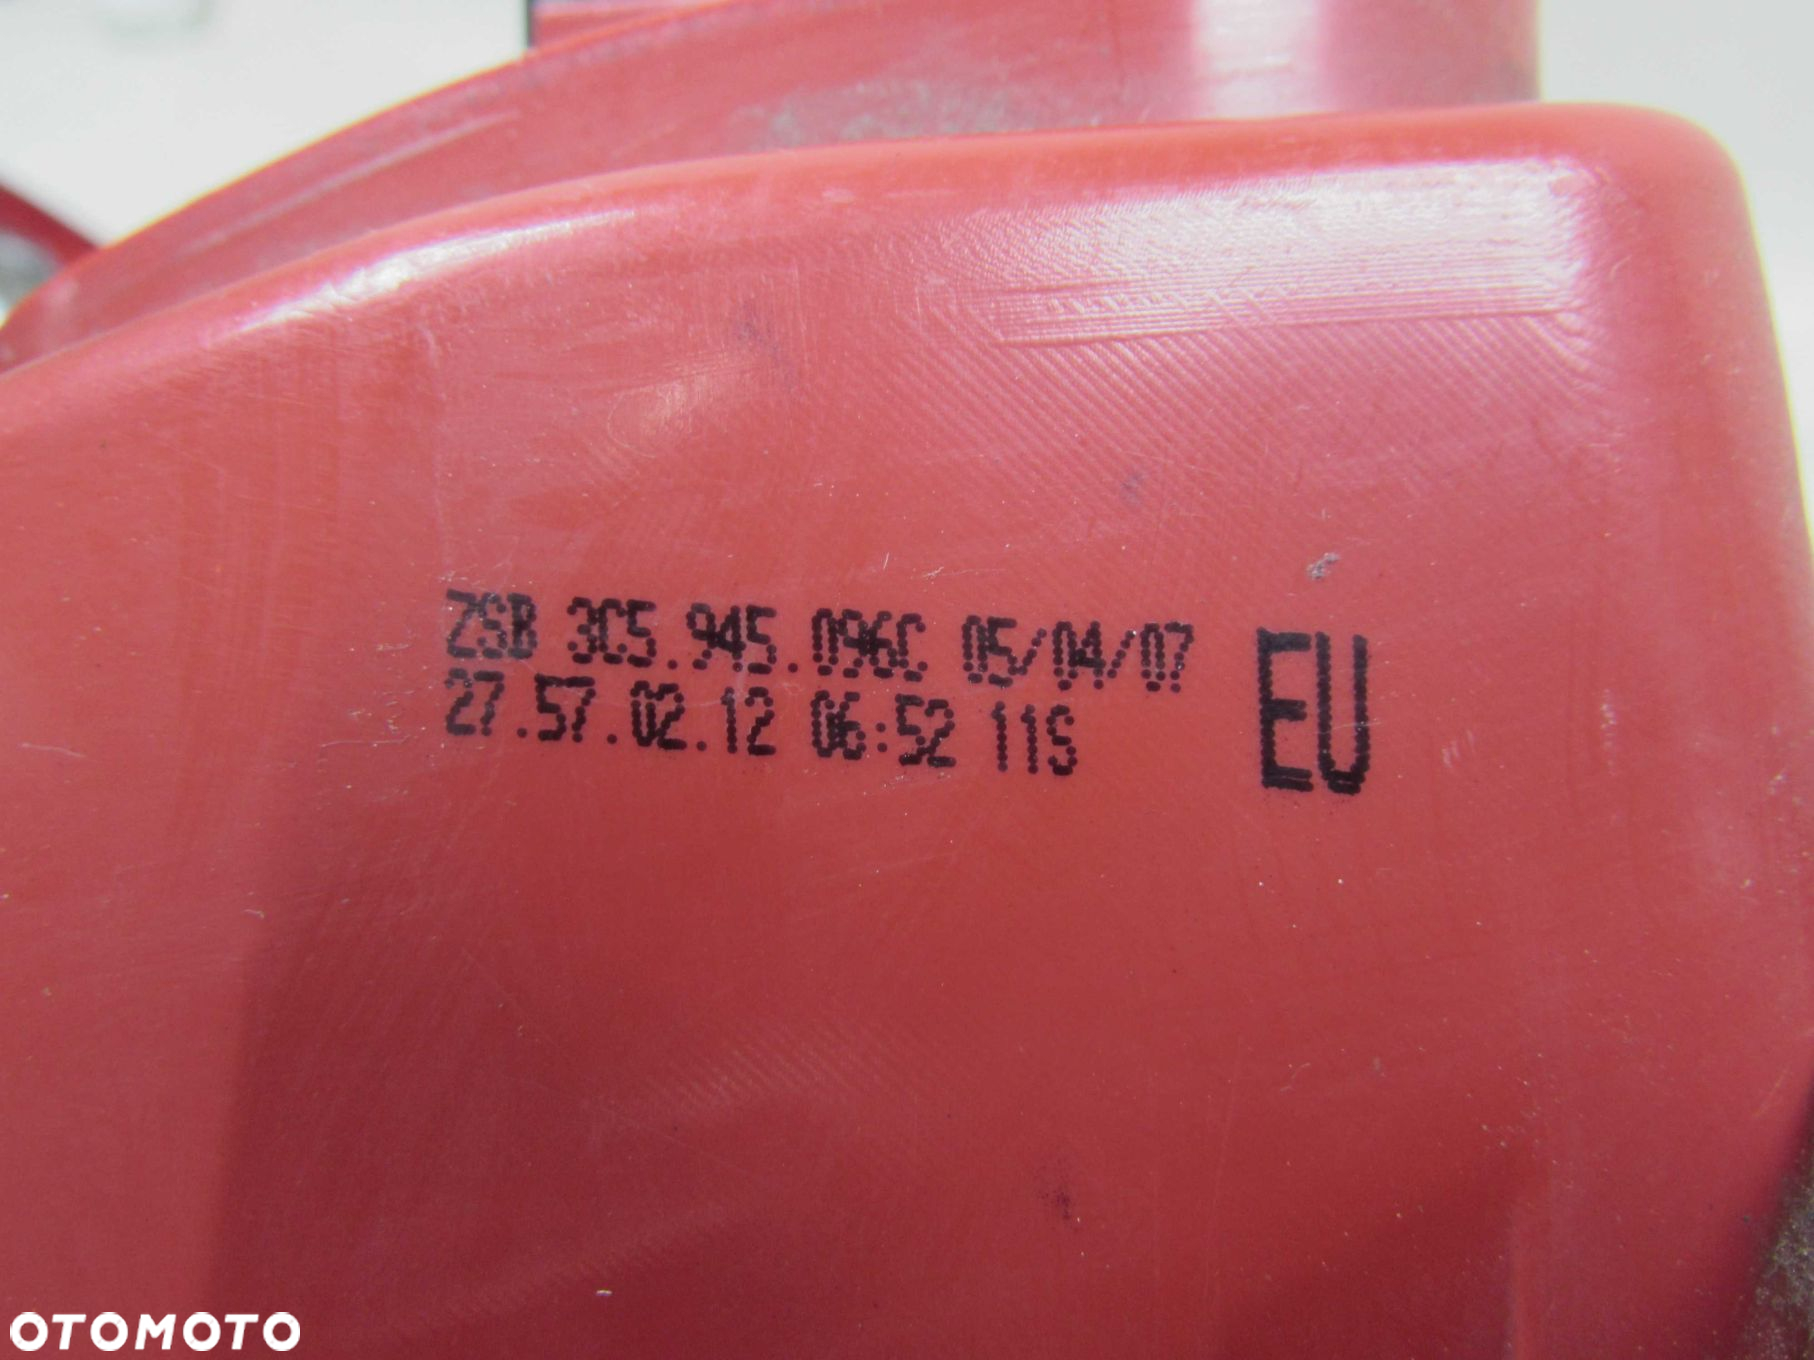 ZSB 3C5.945.096C 05/04/07 EU
27.57.02.12 06:52 11S
OTOMOTO